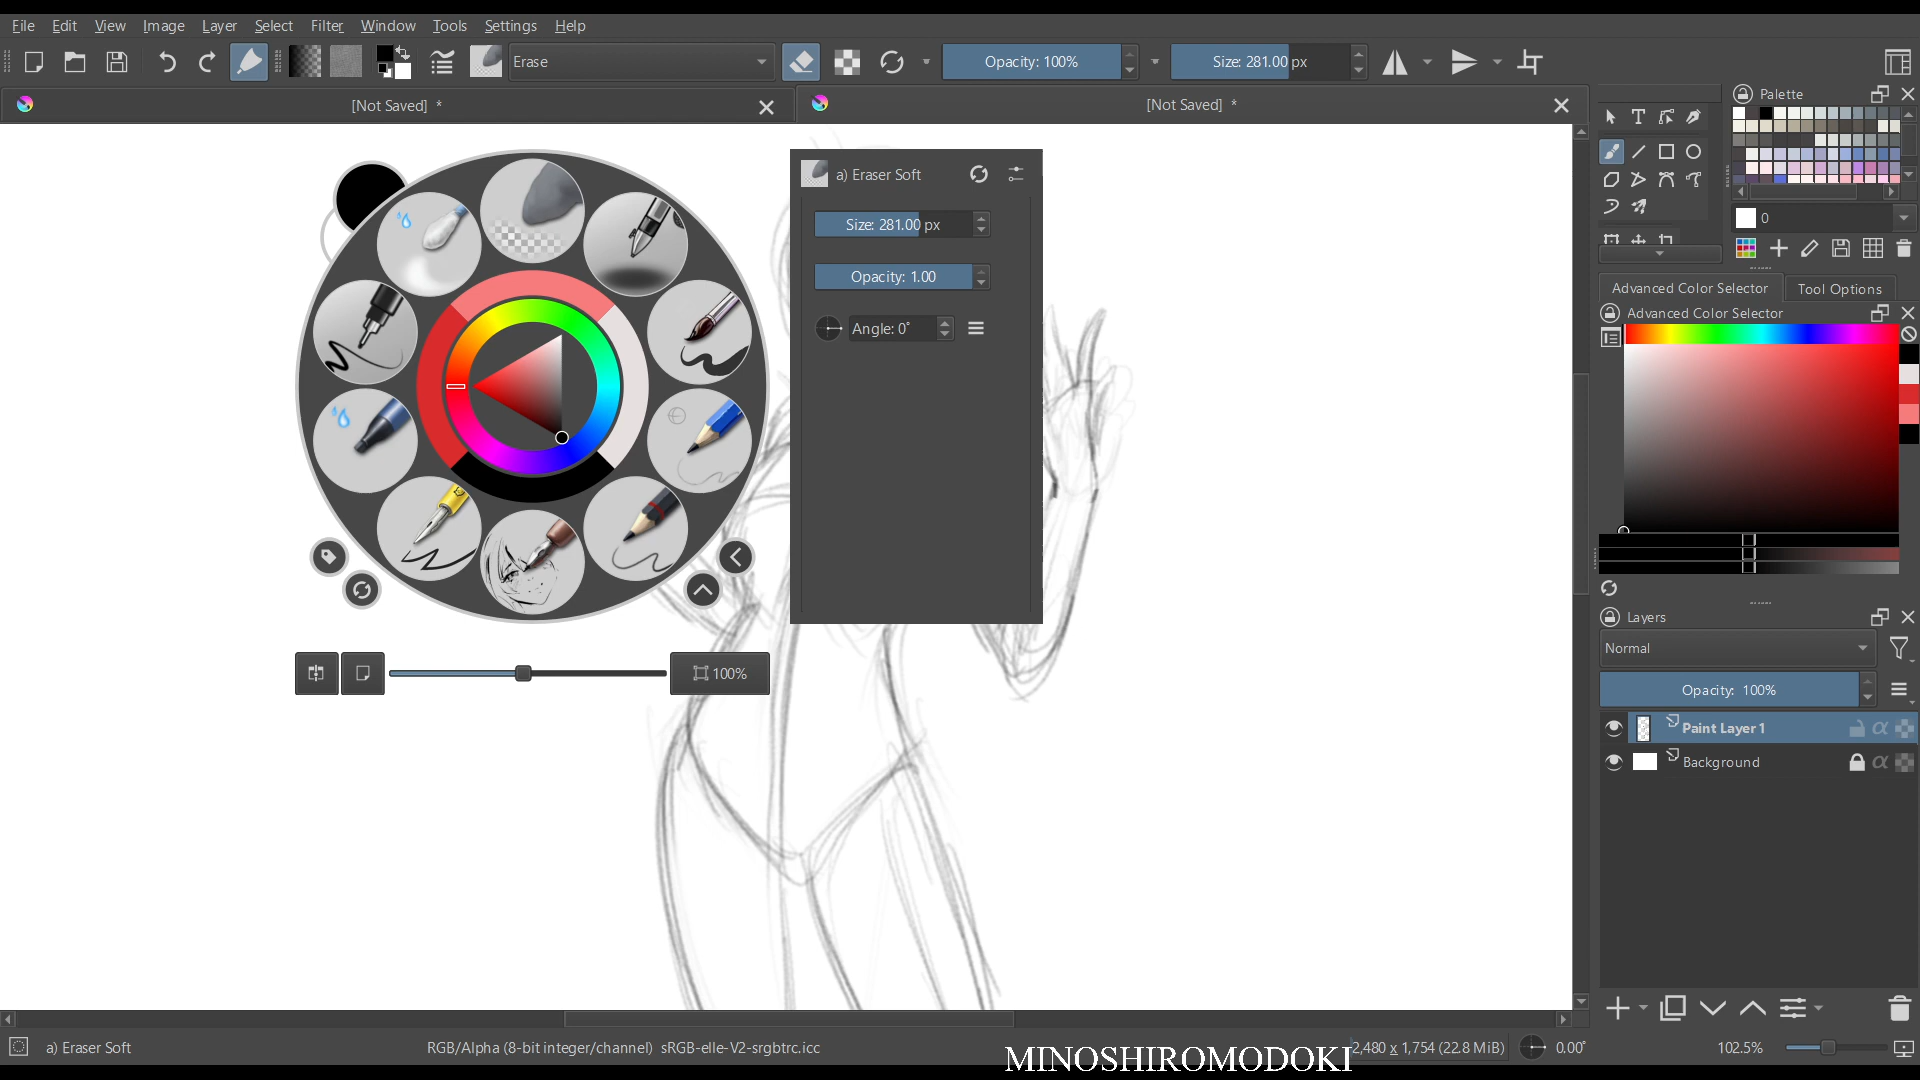 File Edit View Image Layer Select Filter Window Tools Settings Help
Erase
Opacity: 100%
Size: 281.00 px
[Not Saved] *
[Not Saved] *
a) Eraser Soft
Size: 281.00 px
Opacity: 1.00
Angle: 0°
100%
Palette
0
Advanced Color Selector
Tool Options
Advanced Color Selector
Layers
Normal
Opacity: 100%
Paint Layer 1
Background
a) Eraser Soft
RGB/Alpha (8-bit integer/channel) sRGB-elle-V2-srgbtrc.icc
MINOSHIROMODOKI
2,480 x 1,754 (22.8 MiB)
0.00°
102.5%